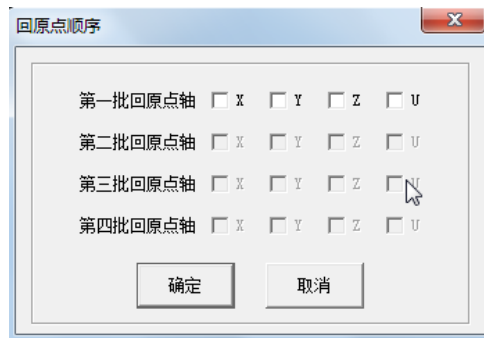 回原点顺序
第一批回原点轴 X Y Z U
第二批回原点轴 X Y Z U
第三批回原点轴 X Y Z U
第四批回原点轴 X Y Z U
确定 取消